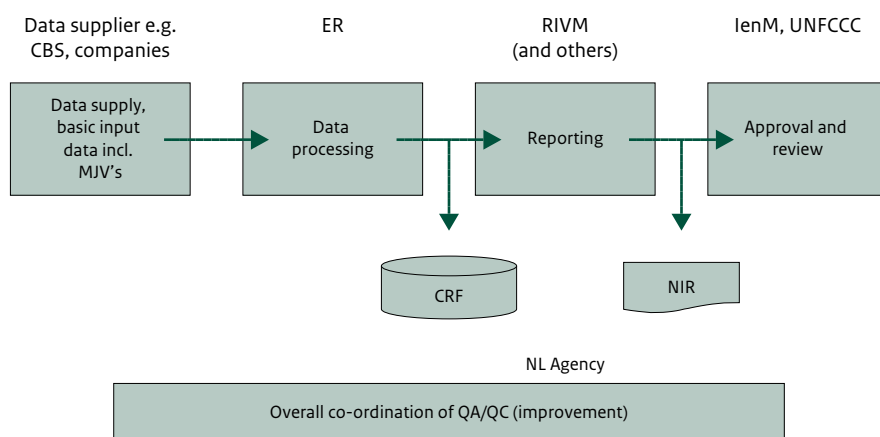 Data supplier e.g.
CBS, companies
ER
RIVM
(and others)
IenM, UNFCCC
Data supply,
basic input
data incl.
MJV's
Data
processing
Reporting
Approval and
review
CRF
NIR
NL Agency
Overall co-ordination of QA/QC (improvement)